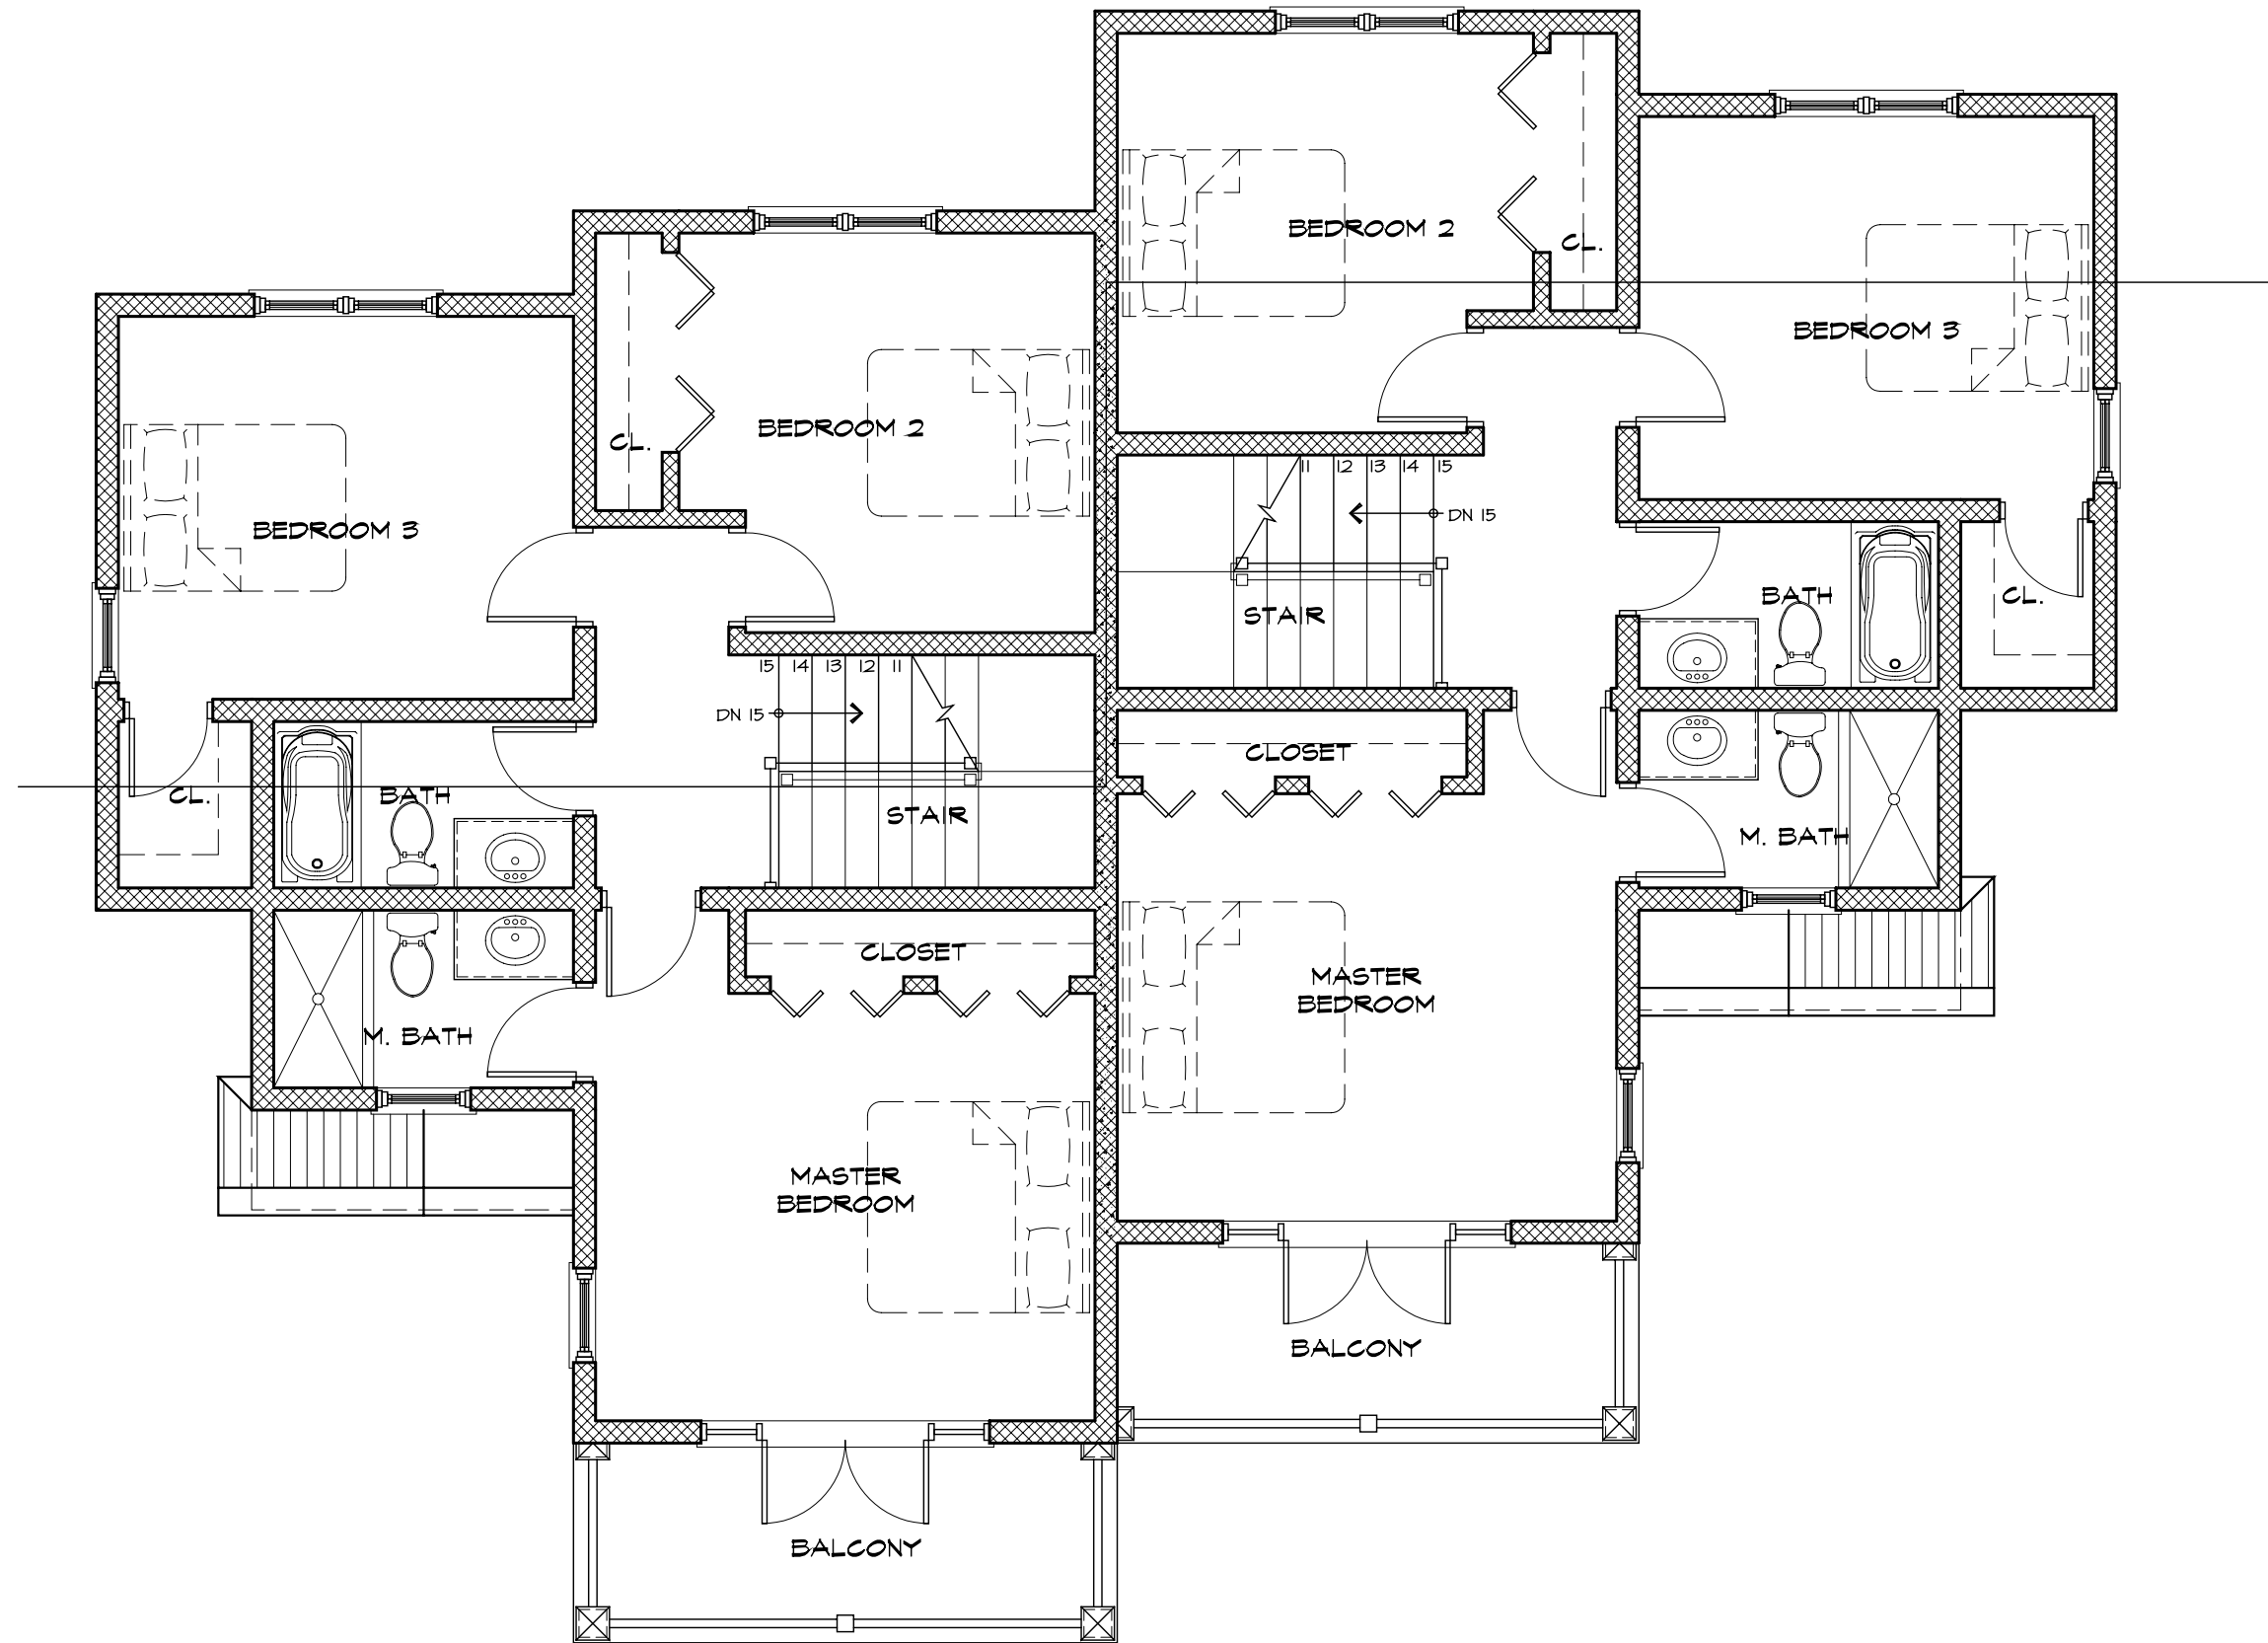 BEDROOM 2
CL.
BEDROOM 3
BEDROOM 2
CL.
BEDROOM 3
11 12 13 14 15
DN 15
STAIR
BATH
CL.
15 14 13 12 11
DN 15
STAIR
BATH
CL.
CLOSET
M. BATH
CLOSET
M. BATH
MASTER
BEDROOM
MASTER
BEDROOM
BALCONY
BALCONY